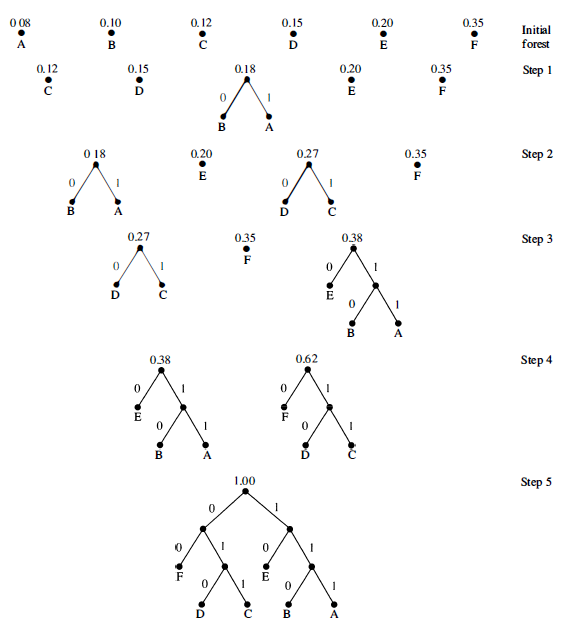 0 08 0.10 0.12 0.15 0.20 0.35
A B C D E F
Initial
forest
0.12 0.15 0.18 0.20 0.35 Step 1
C D E F
0 1
B A
0 18 0.20 0.27 0.35 Step 2
E F
0 1 0 1
B A D C
0.27 0.35 0.38 Step 3
F
0 1 0 1
D C E
0 1
B A
0.38 0.62 Step 4
0 1 0 1
E F
0 1 0 1
B A D C
1.00 Step 5
0 1
0 1 0 1
F E
0 1 0 1
D C B A